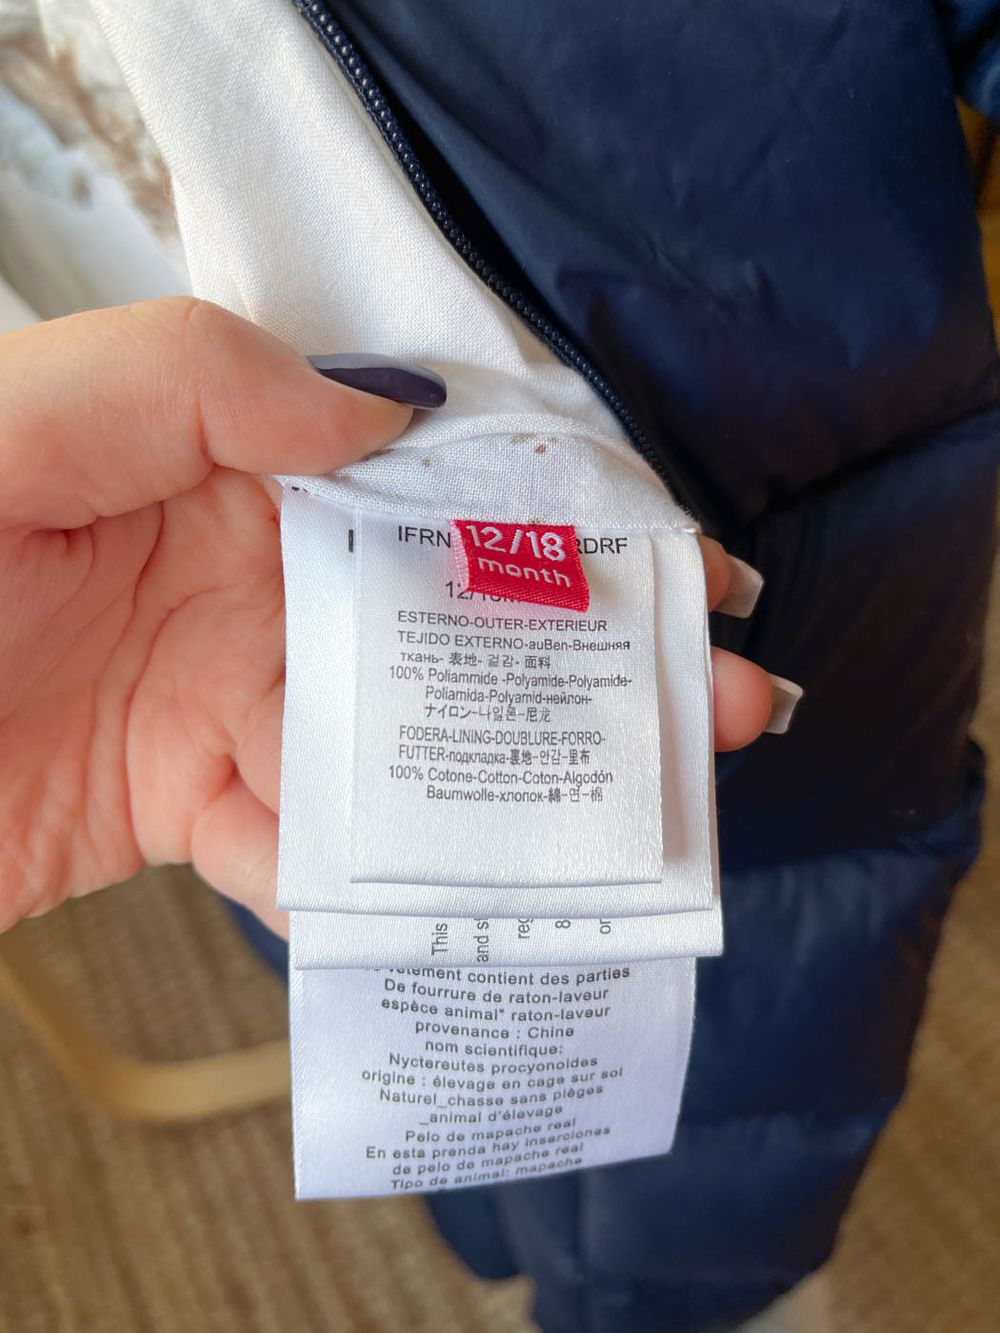 12/18
month
IFRN RDRF
ESTERNO-OUTER-EXTERIEUR
TEJIDO EXTERNO-auBen-Внешняя
ткань- 表地- 겉감- 面料
100% Poliammide -Polyamide-Polyamide-
Poliamida-Polyamid-нейлон-
ナイロン-나일론-尼龙
FODERA-LINING-DOUBLURE-FORRO-
FUTTER-подкладка-裏地-안감-里布
100% Cotone-Cotton-Coton-Algodón
Baumwolle-хлопок-綿-면-棉
This
and
8
or
vêtement contient des parties
De fourrure de raton-laveur
espèce animal" raton-laveur
provenance : Chine
nom scientifique:
Nyctereutes procyonoides
origine : élevage en cage sur sol
Naturel_chasse sans pièges
_animal d'élevage
Pelo de mapache real
En esta prenda hay inserciones
de pelo de mapache real
Tipo de animal: mapache